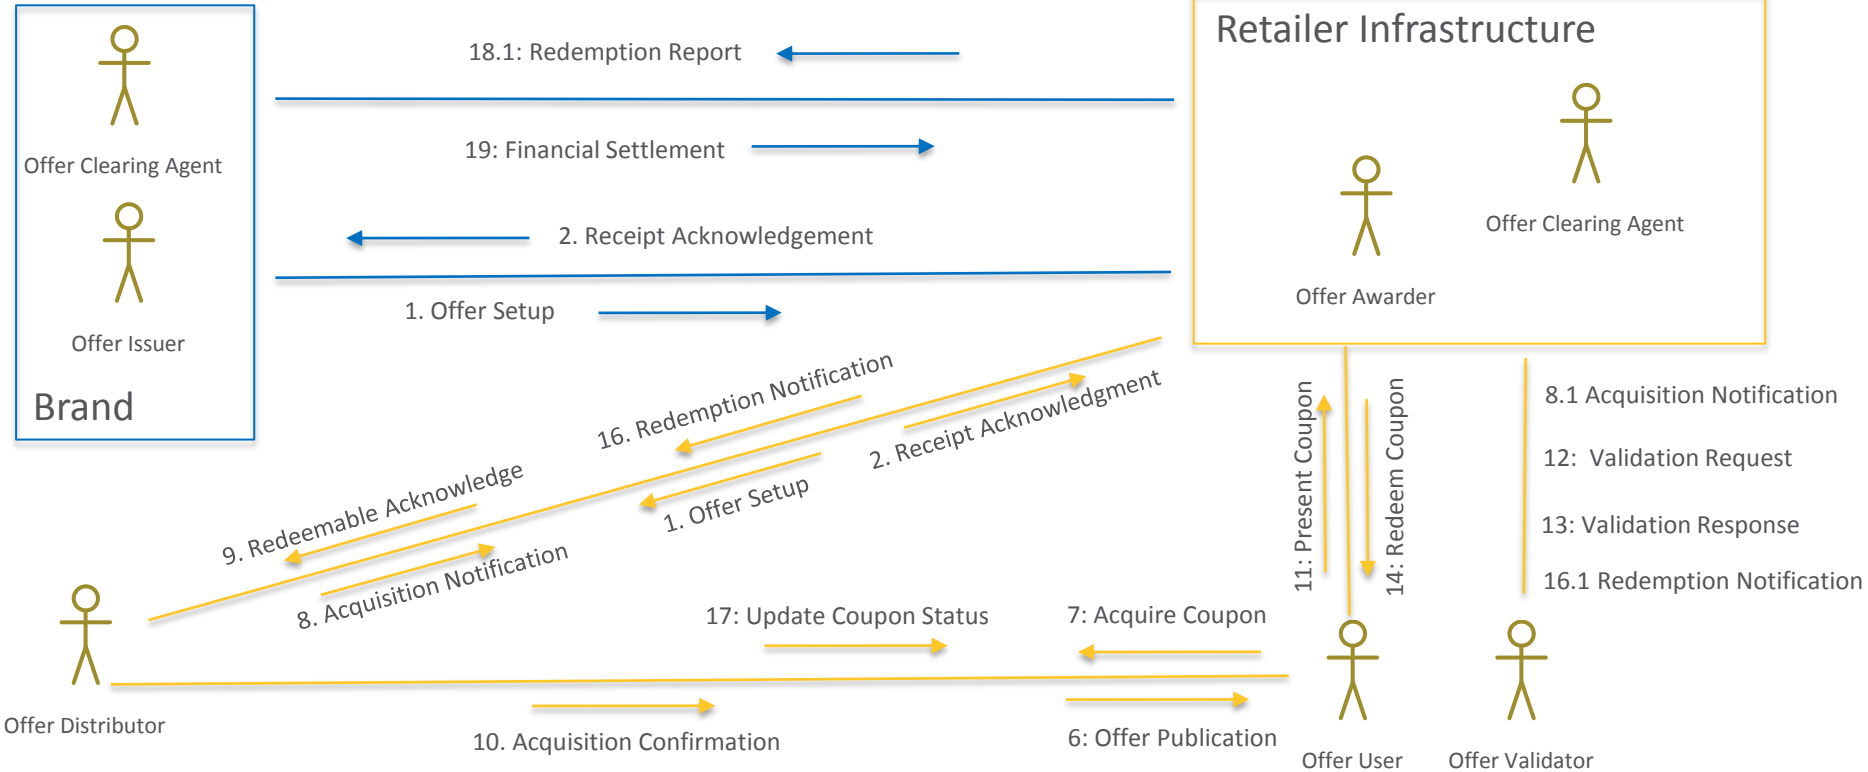 Retailer Infrastructure
18.1: Redemption Report
Offer Clearing Agent
19: Financial Settlement
Offer Clearing Agent
2. Receipt Acknowledgement
Offer Awarder
1. Offer Setup
Offer Issuer
Brand
16. Redemption Notification
2. Receipt Acknowledgment
9. Redeemable Acknowledge
1. Offer Setup
8. Acquisition Notification
11: Present Coupon
14: Redeem Coupon
8.1 Acquisition Notification
12: Validation Request
13: Validation Response
16.1 Redemption Notification
17: Update Coupon Status
7: Acquire Coupon
Offer Distributor
10. Acquisition Confirmation
6: Offer Publication
Offer User
Offer Validator